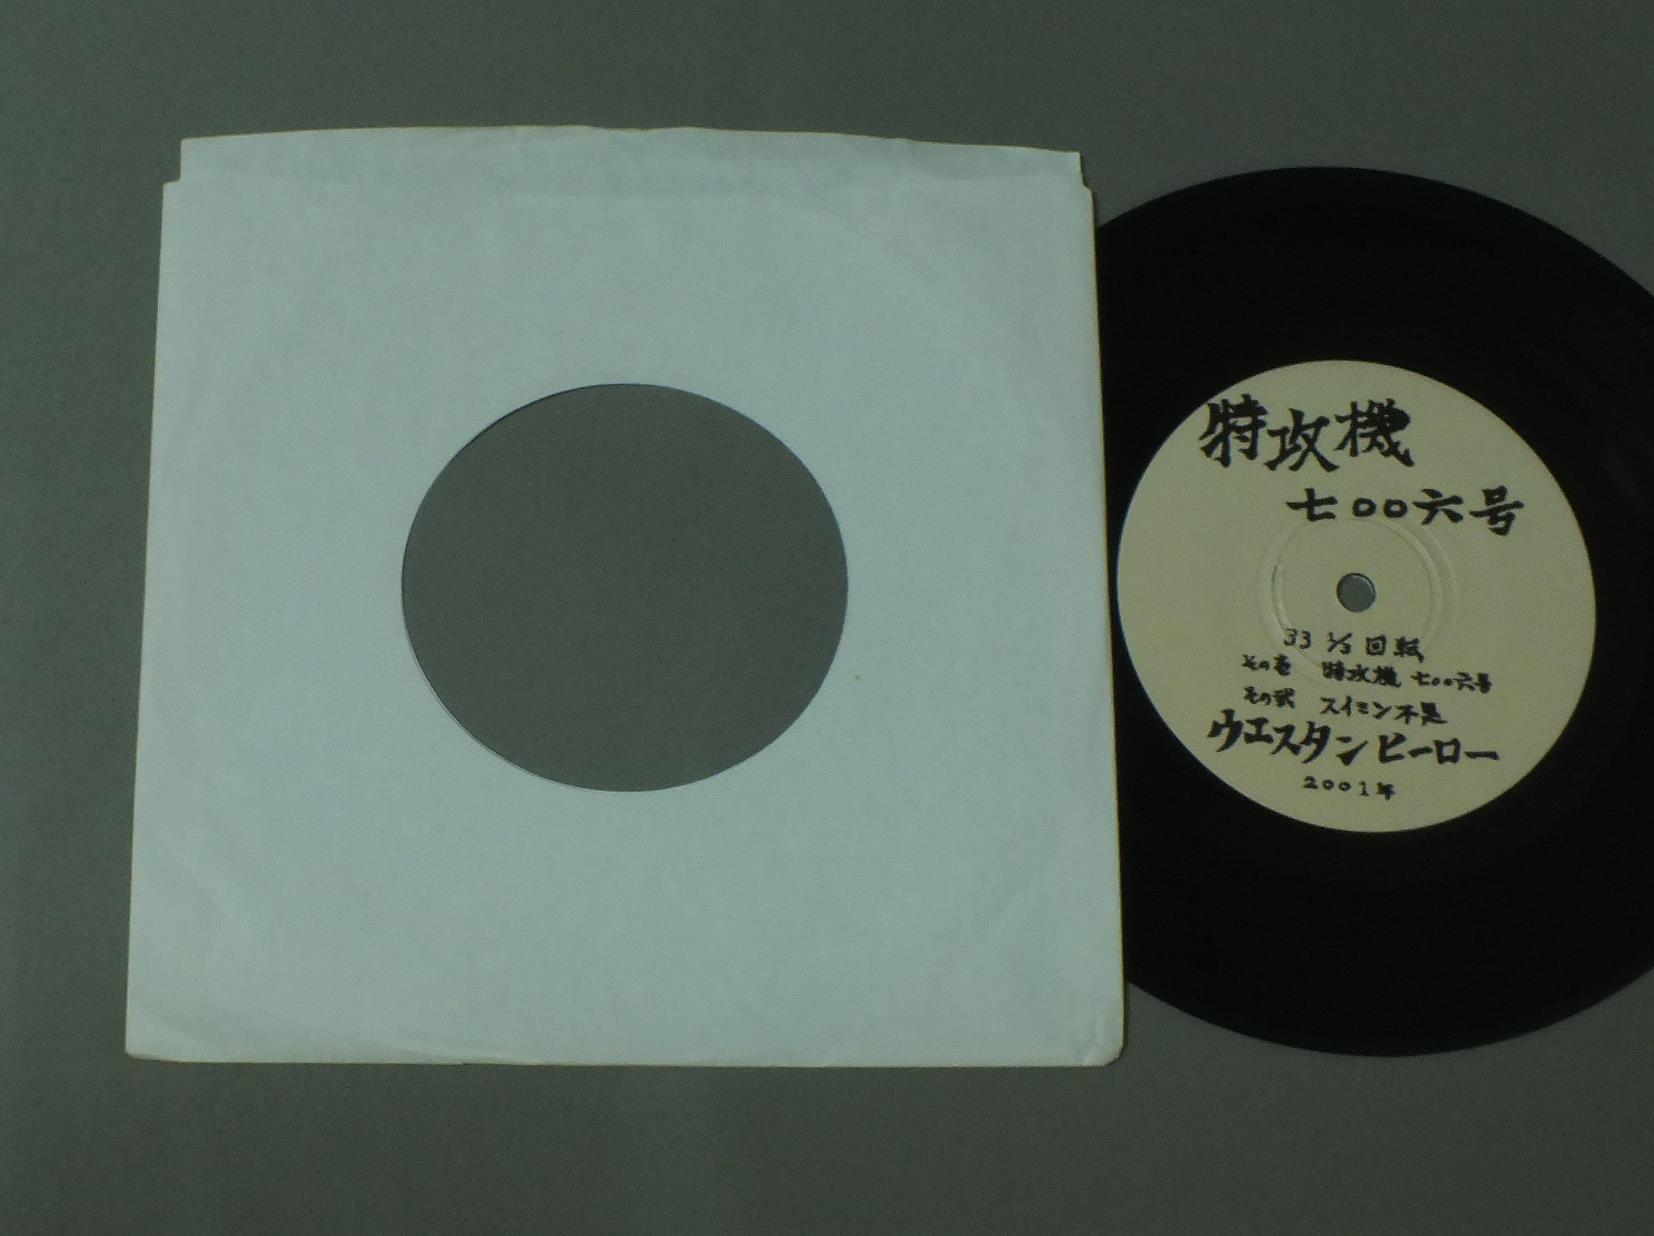 特攻機
七〇〇六号
33 1/3回転
その壱 特攻機 七〇〇六号
その弐 スイミン不足
ウエスタンヒーロー
2001年